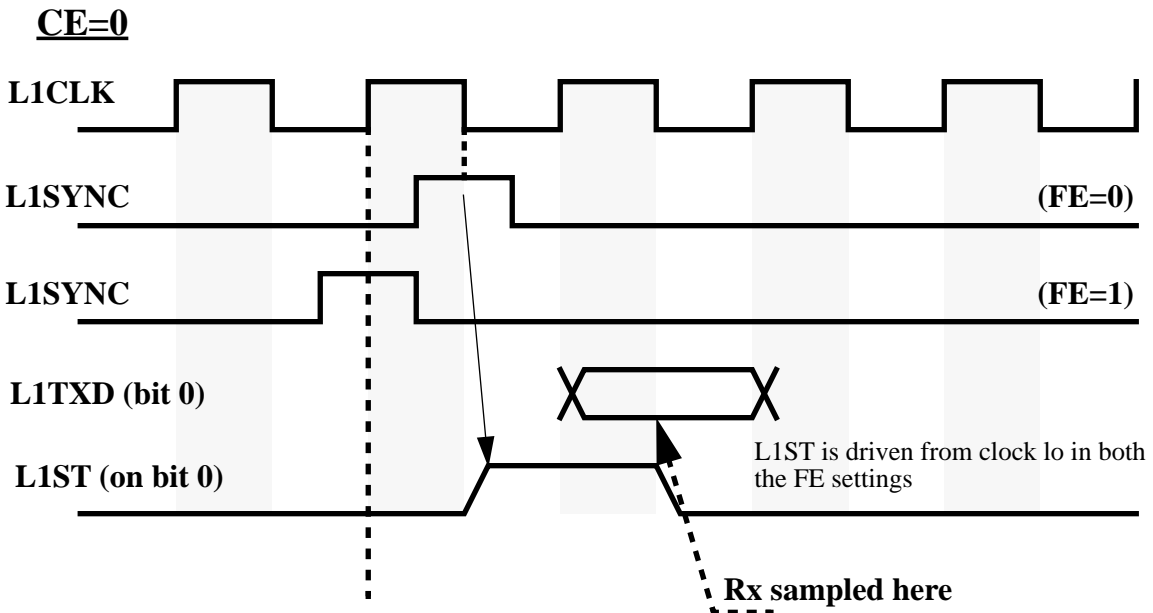 CE=0
L1CLK
L1SYNC (FE=0)
L1SYNC (FE=1)
L1TXD (bit 0)
L1ST (on bit 0)
L1ST is driven from clock lo in both
the FE settings
Rx sampled here